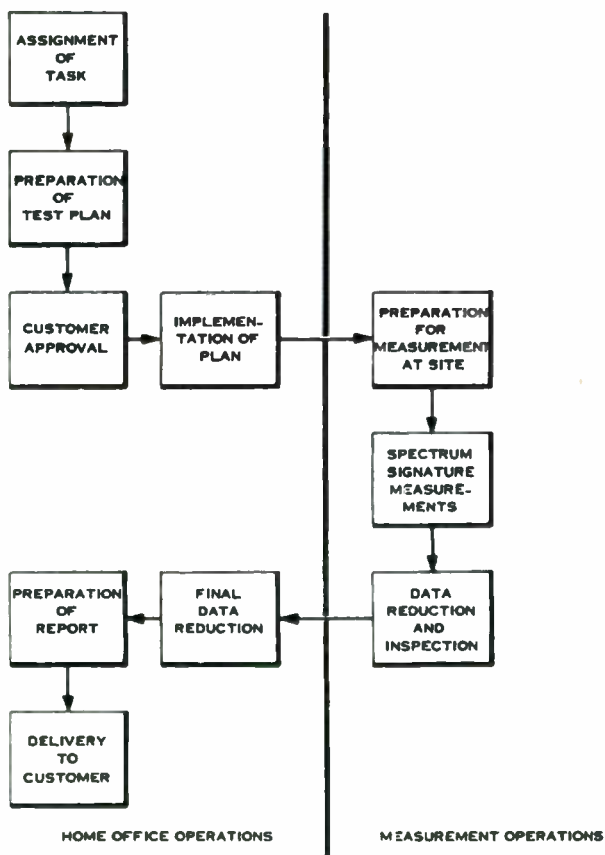 ASSIGNMENT
OF
TASK
PREPARATION
OF
TEST PLAN
CUSTOMER
APPROVAL
IMPLEMEN-
TATION OF
PLAN
PREPARATION
FOR
MEASUREMENT
AT SITE
SPECTRUM
SIGNATURE
MEASURE-
MENTS
DATA
REDUCTION
AND
INSPECTION
FINAL
DATA
REDUCTION
PREPARATION
OF
REPORT
DELIVERY
TO
CUSTOMER
HOME OFFICE OPERATIONS
MEASUREMENT OPERATIONS